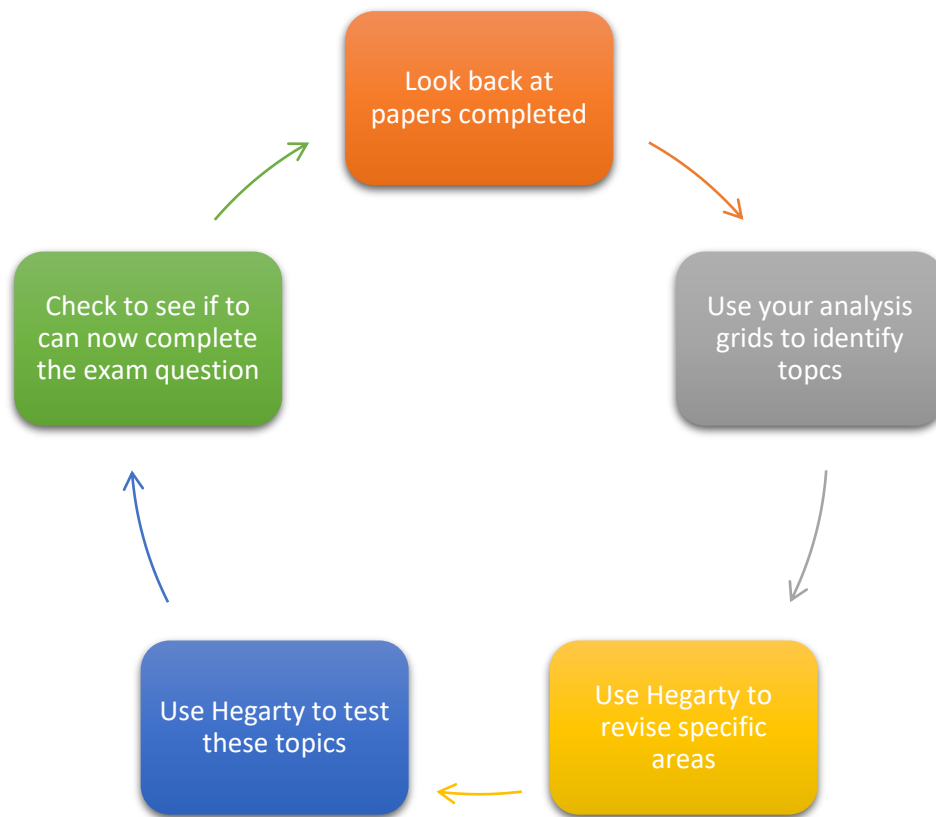 Look back at
papers completed
Use your analysis
grids to identify
topcs
Use Hegarty to
revise specific
areas
Use Hegarty to test
these topics
Check to see if to
can now complete
the exam question